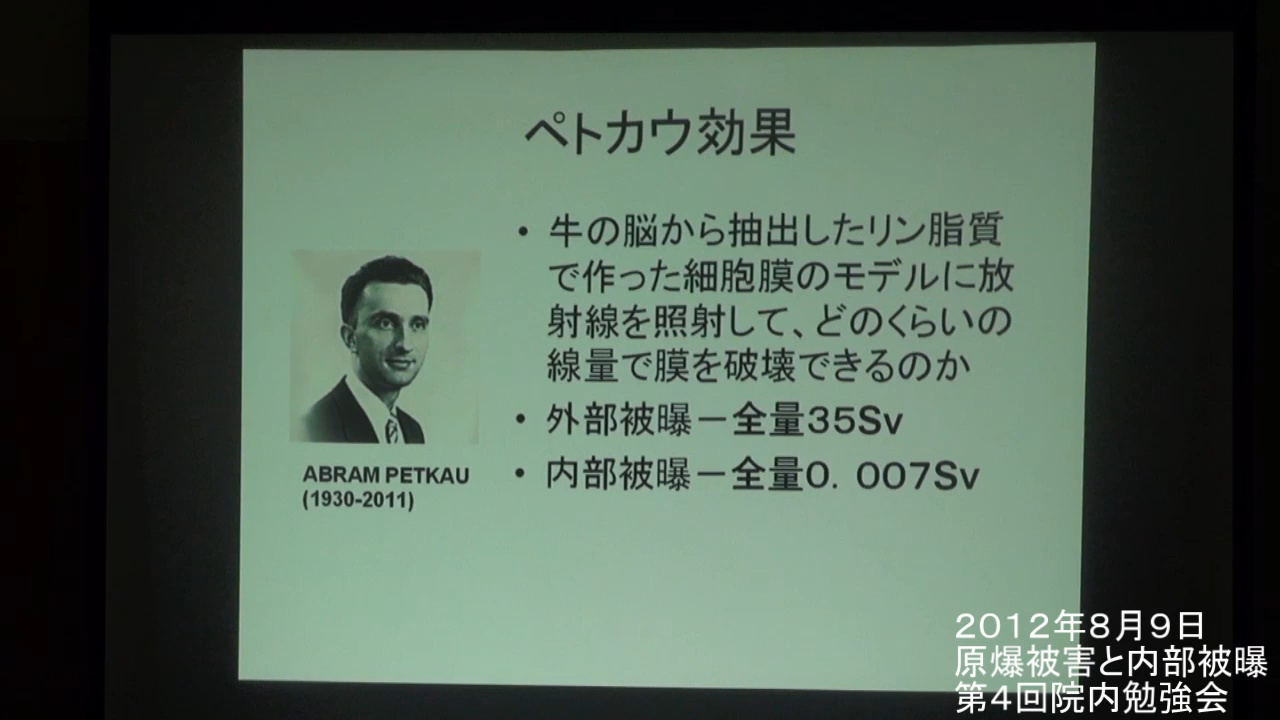 ペトカウ効果
• 牛の脳から抽出したリン脂質
で作った細胞膜のモデルに放
射線を照射して、どのくらいの
線量で膜を破壊できるのか
• 外部被曝－全量35Sv
• 内部被曝－全量０．００７Sv
ABRAM PETKAU
(1930-2011)
２０１２年８月９日
原爆被害と内部被曝
第４回院内勉強会